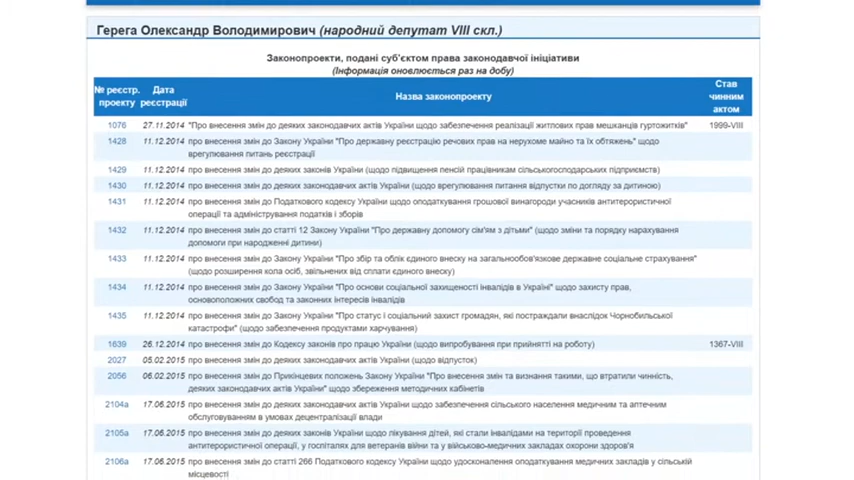 Герега Олександр Володимирович (народний депутат VIII скл.)
Законопроекти, подані суб'єктом права законодавчої ініціативи
(Інформація оновлюється раз на добу)
№ реєстр. проекту Дата реєстрації Назва законопроекту Став чинним актом
1076 27.11.2014 "Про внесення змін до деяких законодавчих актів України щодо забезпечення реалізації житлових прав мешканців гуртожитків" 1999-VIII
1428 11.12.2014 про внесення змін до Закону України "Про державну реєстрацію речових прав на нерухоме майно та їх обтяжень" щодо
врегулювання питань реєстрації
1429 11.12.2014 про внесення змін до деяких законів України (щодо підвищення пенсій працівникам сільськогосподарських підприємств)
1430 11.12.2014 про внесення змін до деяких законодавчих актів України (щодо врегулювання питання відпустки по догляду за дитиною)
1431 11.12.2014 про внесення змін до Податкового кодексу України щодо оподаткування грошової винагороди учасників антитерористичної
операції та адміністрування податків і зборів
1432 11.12.2014 про внесення змін до статті 12 Закону України "Про державну допомогу сім'ям з дітьми" (щодо зміни та порядку нарахування
допомоги при народженні дитини)
1433 11.12.2014 про внесення змін до Закону України "Про збір та облік єдиного внеску на загальнообов'язкове державне соціальне страхування"
(щодо розширення кола осіб, звільнених від сплати єдиного внеску)
1434 11.12.2014 про внесення змін до Закону України "Про основи соціальної захищеності інвалідів в Україні" щодо захисту прав,
основоположних свобод та законних інтересів інвалідів
1435 11.12.2014 про внесення змін до Закону України "Про статус і соціальний захист громадян, які постраждали внаслідок Чорнобильської
катастрофи" (щодо забезпечення продуктами харчування)
1639 26.12.2014 про внесення змін до Кодексу законів про працю України (щодо випробування при прийнятті на роботу) 1367-VIII
2027 05.02.2015 про внесення змін до деяких законодавчих актів України (щодо відпусток)
2056 06.02.2015 про внесення змін до Прикінцевих положень Закону України "Про внесення змін та визнання такими, що втратили чинність,
деяких законодавчих актів України" щодо збереження методичних кабінетів
2104а 17.06.2015 про внесення змін до деяких законодавчих актів України щодо забезпечення сільського населення медичним та аптечним
обслуговуванням в умовах децентралізації влади
2105а 17.06.2015 про внесення змін до деяких законів України щодо лікування дітей, які стали інвалідами на території проведення
антитерористичної операції, у госпіталях для ветеранів війни та у військово-медичних закладах охорони здоров'я
2106а 17.06.2015 про внесення змін до статті 266 Податкового кодексу України щодо удосконалення оподаткування медичних закладів у сільській
місцевості